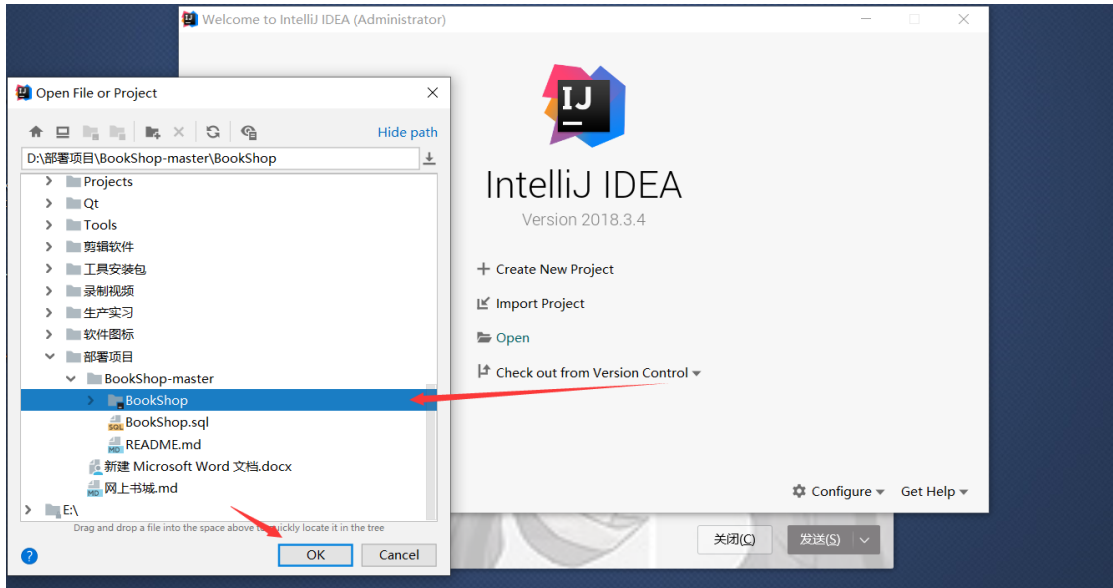 Welcome to IntelliJ IDEA (Administrator)
IJ
IntelliJ IDEA
Version 2018.3.4
Create New Project
Import Project
Open
Check out from Version Control
Configure
Get Help
Open File or Project
Hide path
D:\部署项目\BookShop-master\BookShop
Projects
Qt
Tools
剪辑软件
工具安装包
录制视频
生产实习
软件图标
部署项目
BookShop-master
BookShop
SQL
BookShop.sql
MD
README.md
新建 Microsoft Word 文档.docx
MD
网上书城.md
E:\
Drag and drop a file into the space above to quickly locate it in the tree
?
OK
Cancel
关闭(C)
发送(S)